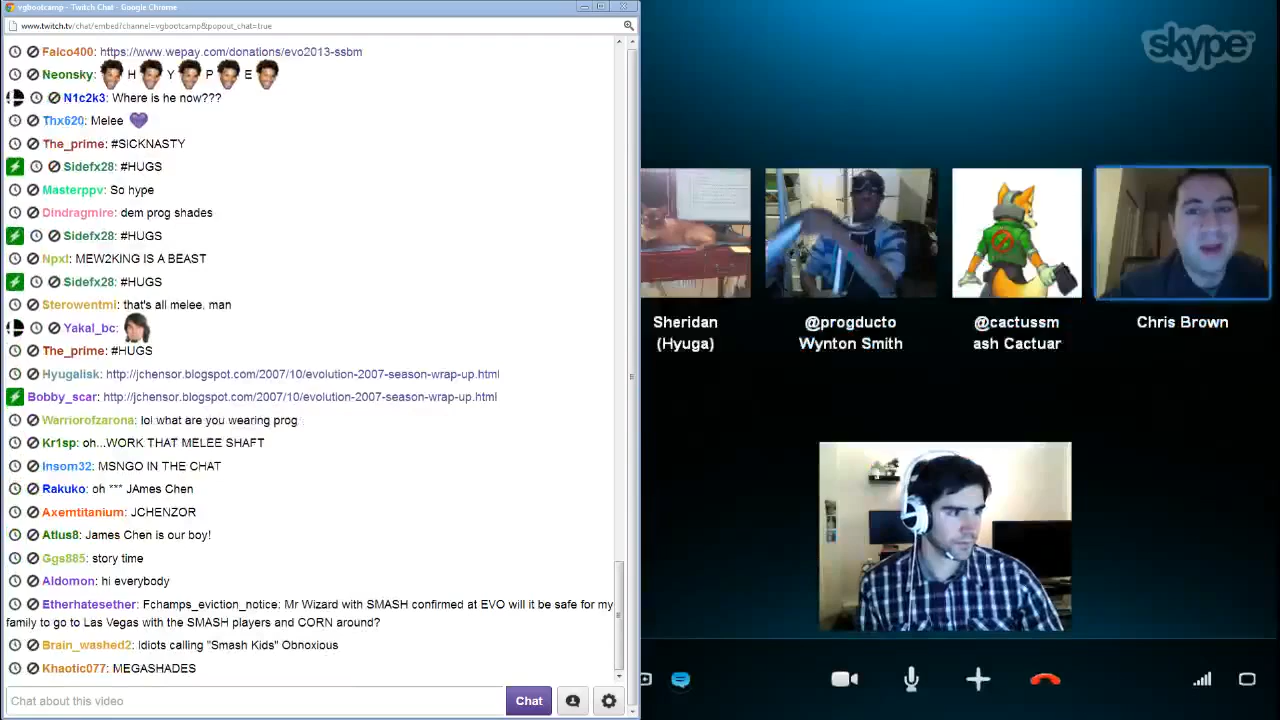 vgbootcamp - Twitch Chat - Google Chrome
www.twitch.tv/chat/embed?channel=vgbootcamp&popout_chat=true
Falco400: https://www.wepay.com/donations/evo2013-ssbm
Neonsky: H Y P E
N1c2k3: Where is he now???
Thx620: Melee
The_prime: #SICKNASTY
Sidefx28: #HUGS
Masterppv: So hype
Dindragmire: dem prog shades
Sidefx28: #HUGS
Npxl: MEW2KING IS A BEAST
Sidefx28: #HUGS
Sterowentmi: that's all melee, man
Yakal_bc:
The_prime: #HUGS
Hyugalisk: http://jchensor.blogspot.com/2007/10/evolution-2007-season-wrap-up.html
Bobby_scar: http://jchensor.blogspot.com/2007/10/evolution-2007-season-wrap-up.html
Warriorofzarona: lol what are you wearing prog
Kr1sp: oh...WORK THAT MELEE SHAFT
Insom32: MSNGO IN THE CHAT
Rakuko: oh *** JAmes Chen
Axemtitanium: JCHENZOR
Atlus8: James Chen is our boy!
Ggs885: story time
Aldomon: hi everybody
Etherhatesether: Fchamps_eviction_notice: Mr Wizard with SMASH confirmed at EVO will it be safe for my
family to go to Las Vegas with the SMASH players and CORN around?
Brain_washed2: Idiots calling "Smash Kids" Obnoxious
Khaotic077: MEGASHADES
Chat about this video
Chat
skype
Sheridan
(Hyuga)
@progducto
Wynton Smith
@cactussm
ash Cactuar
Chris Brown